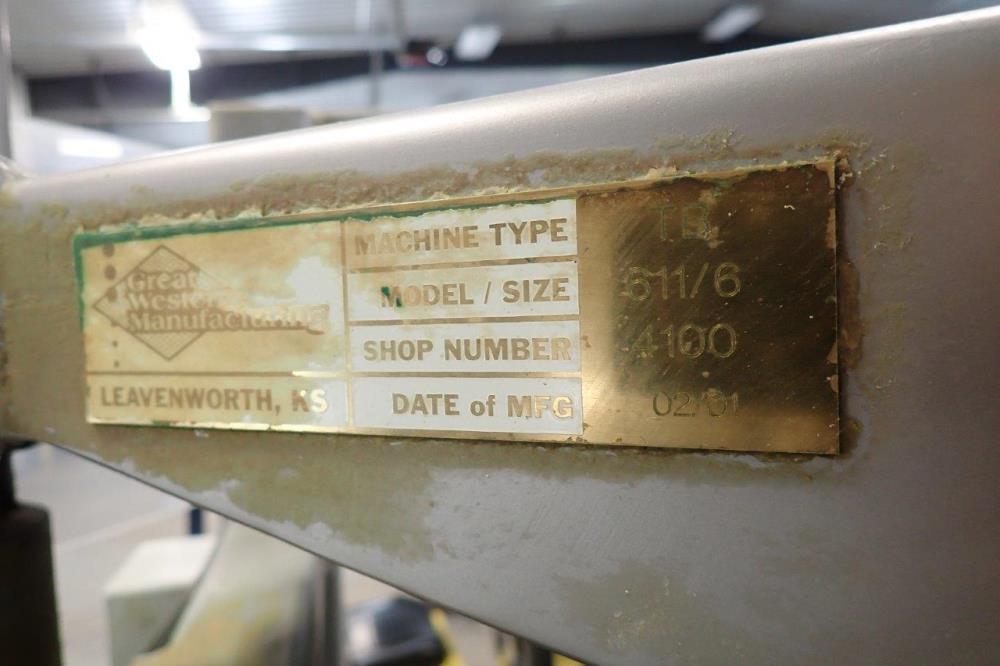 Great
Western
Manufacturing
LEAVENWORTH, KS
MACHINE TYPE TB
MODEL / SIZE 611/6
SHOP NUMBER 4100
DATE of MFG 02/01